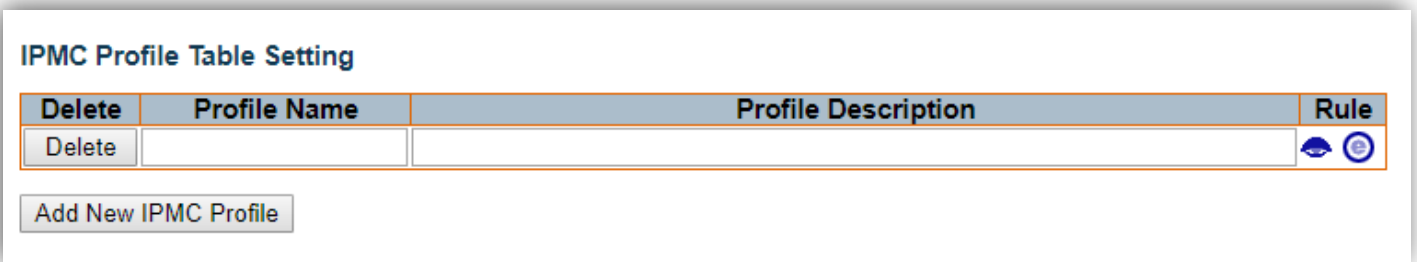 IPMC Profile Table Setting
Delete Profile Name Profile Description Rule
Delete e
Add New IPMC Profile